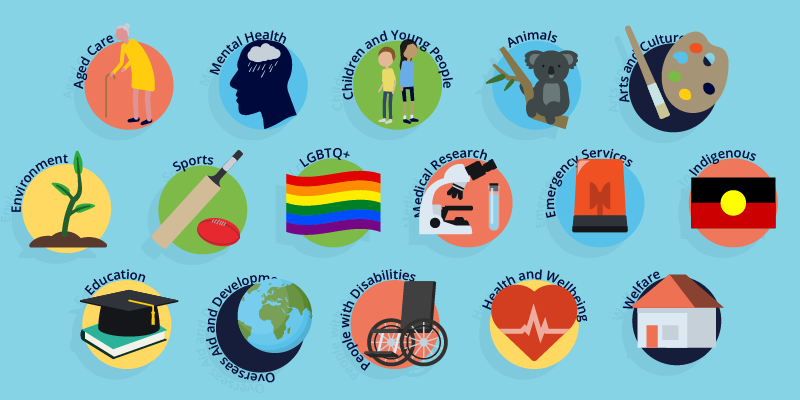 Aged Care
Mental Health
Children and Young People
Animals
Arts and Culture
Environment
Sports
LGBTQ+
Medical Research
Emergency Services
Indigenous
Education
Overseas Aid and Developme
People with Disabilities
Health and Wellbeing
Welfare